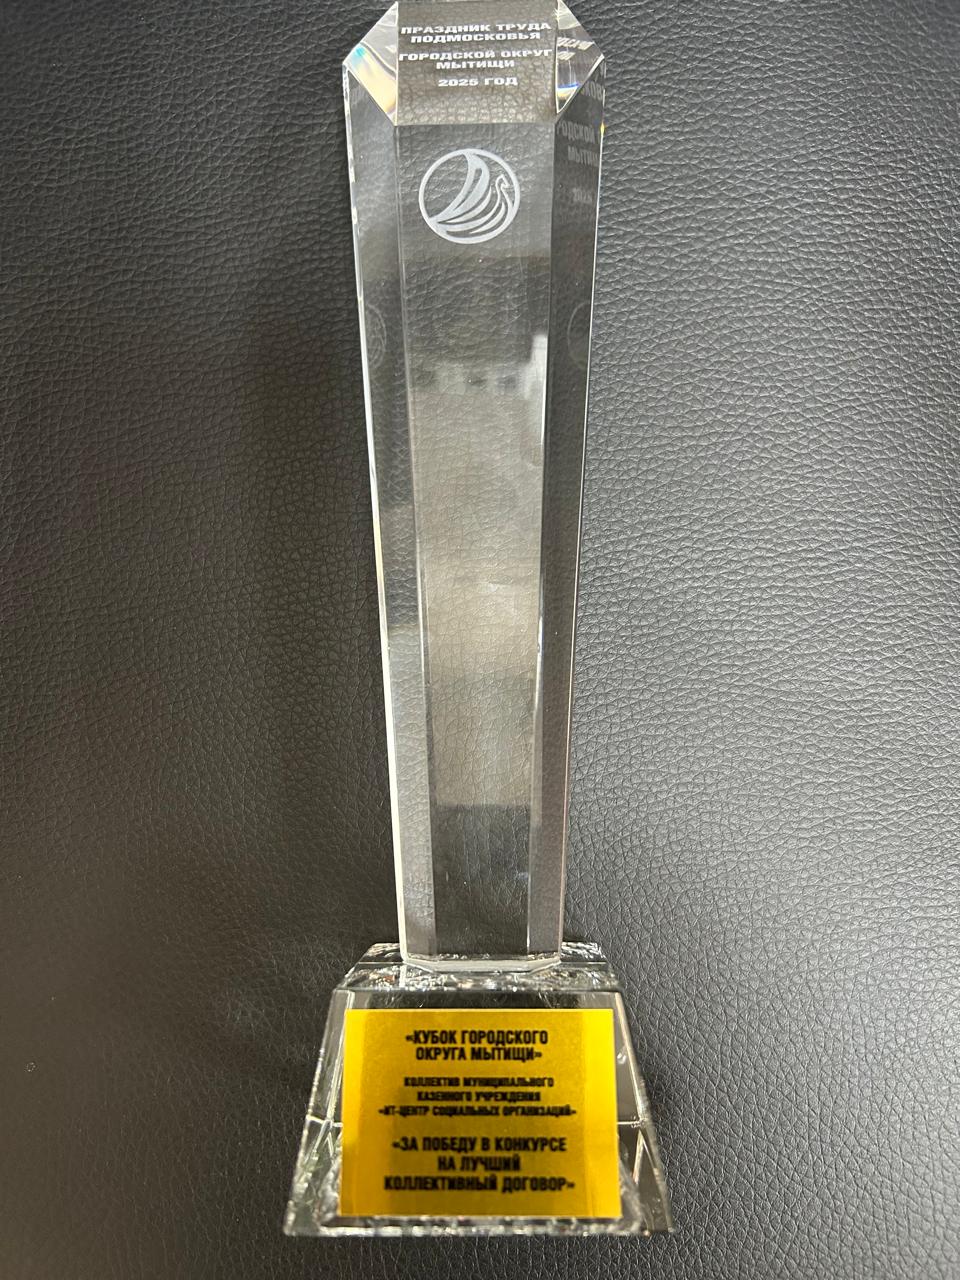 ПРАЗДНИК ТРУДА
ПОДМОСКОВЬЯ
ГОРОДСКОЙ ОКРУГ
МЫТИЩИ
2025 ГОД
«КУБОК ГОРОДСКОГО
ОКРУГА МЫТИЩИ»
КОЛЛЕКТИВ МУНИЦИПАЛЬНОГО
КАЗЕННОГО УЧРЕЖДЕНИЯ
«ИТ-ЦЕНТР СОЦИАЛЬНЫХ ОРГАНИЗАЦИЙ»
«ЗА ПОБЕДУ В КОНКУРСЕ
НА ЛУЧШИЙ
КОЛЛЕКТИВНЫЙ ДОГОВОР»